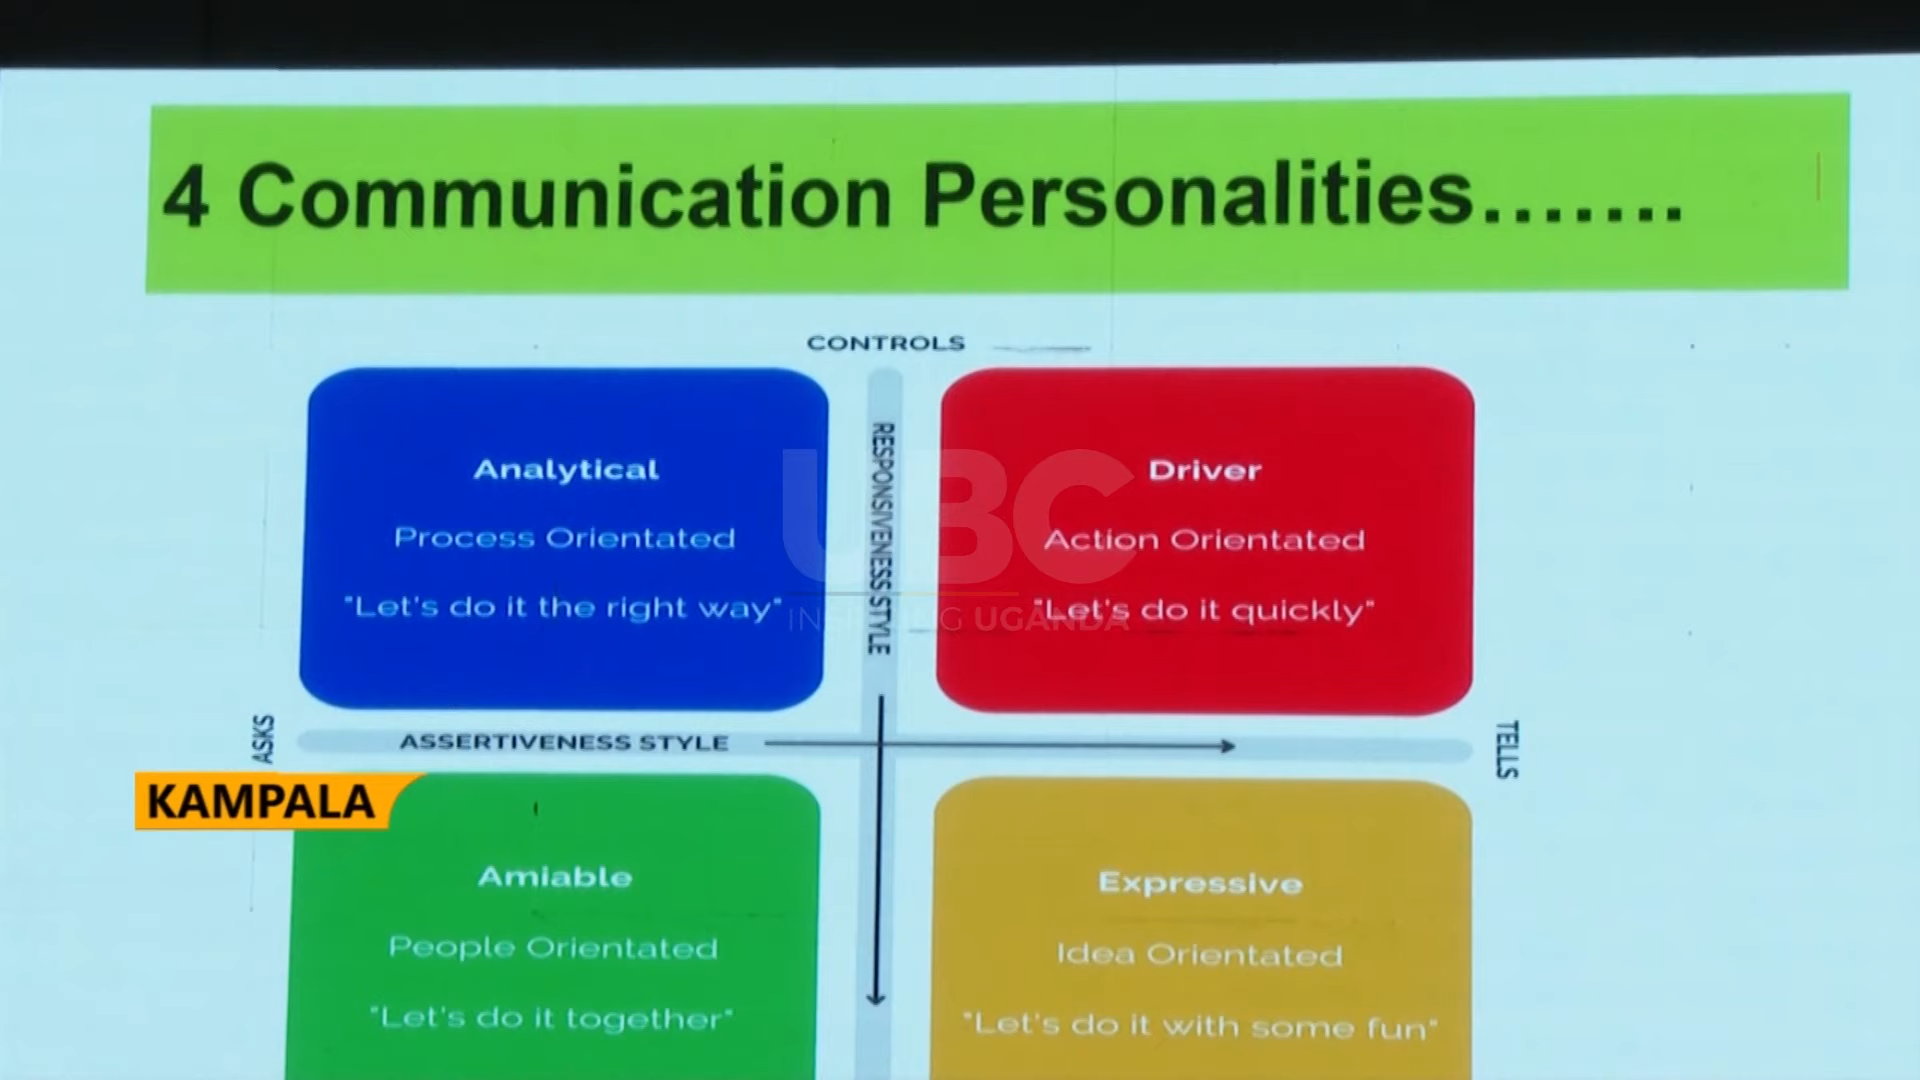 4 Communication Personalities.......
CONTROLS
Analytical
Process Orientated
"Let's do it the right way"
RESPONSIVENESS STYLE
Driver
Action Orientated
"Let's do it quickly"
UBC
INSPIRING UGANDA
ASKS
ASSERTIVENESS STYLE
TELLS
KAMPALA
Amiable
People Orientated
"Let's do it together"
Expressive
Idea Orientated
"Let's do it with some fun"